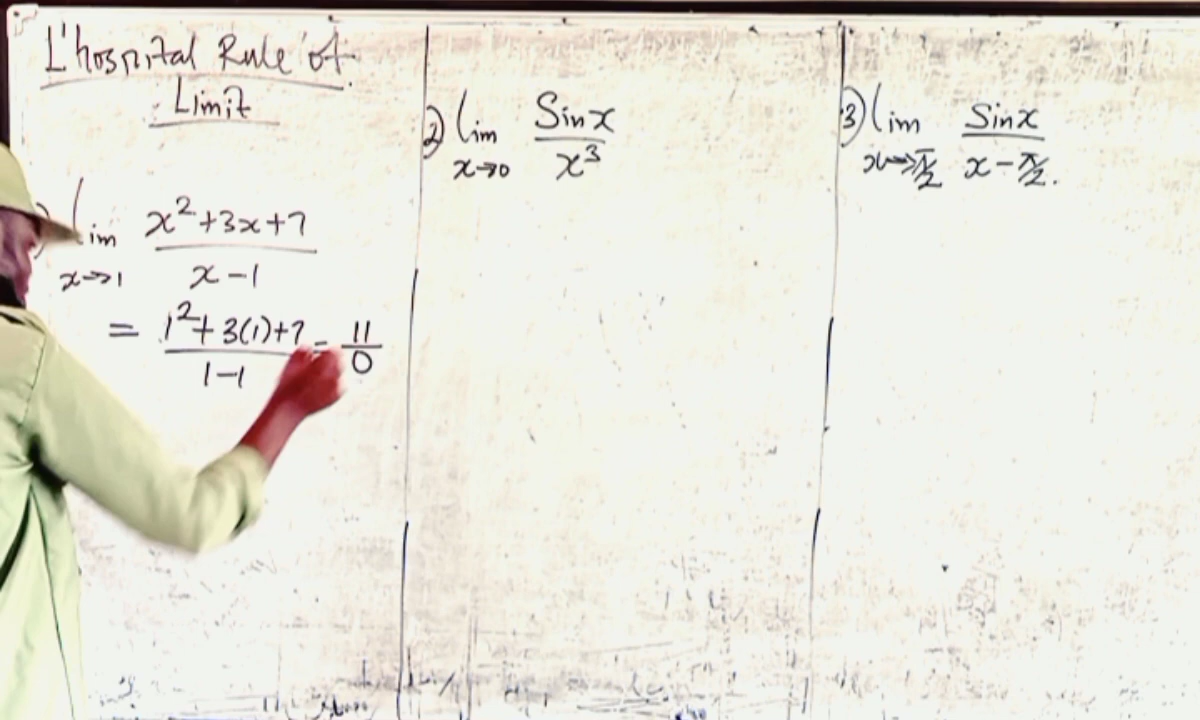 L'hospital Rule of
Limit
) lim x²+3x+7
x→1 x-1
= 1²+3(1)+7 = 11
1-1 0
2) lim Sinx
x→0 x³
3) lim Sinx
x→π/2 x-π/2.